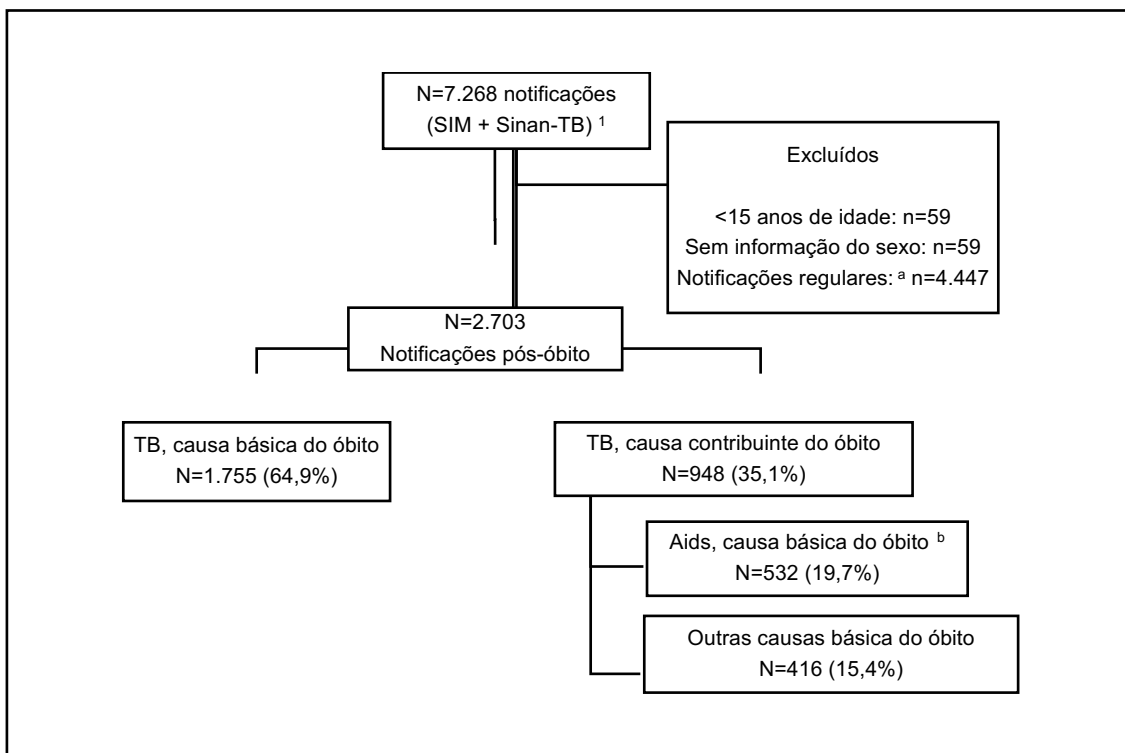 N=7.268 notificações
(SIM + Sinan-TB) ¹
Excluídos
<15 anos de idade: n=59
Sem informação do sexo: n=59
Notificações regulares: ᵃ n=4.447
N=2.703
Notificações pós-óbito
TB, causa básica do óbito
N=1.755 (64,9%)
TB, causa contribuinte do óbito
N=948 (35,1%)
Aids, causa básica do óbito ᵇ
N=532 (19,7%)
Outras causas básica do óbito
N=416 (15,4%)